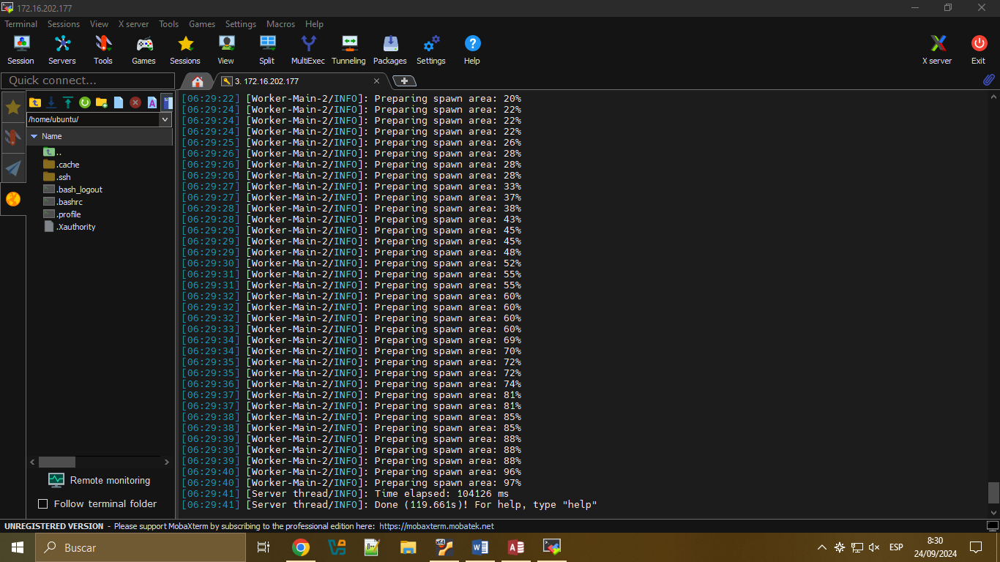 172.16.202.177
Terminal Sessions View X server Tools Games Settings Macros Help
Session Servers Tools Games Sessions View Split MultiExec Tunneling Packages Settings Help X server Exit
Quick connect...
3. 172.16.202.177
/home/ubuntu/
Name
..
.cache
.ssh
.bash_logout
.bashrc
.profile
.Xauthority
Remote monitoring
Follow terminal folder
[06:29:22] [Worker-Main-2/INFO]: Preparing spawn area: 20%
[06:29:24] [Worker-Main-2/INFO]: Preparing spawn area: 22%
[06:29:24] [Worker-Main-2/INFO]: Preparing spawn area: 22%
[06:29:24] [Worker-Main-2/INFO]: Preparing spawn area: 22%
[06:29:25] [Worker-Main-2/INFO]: Preparing spawn area: 26%
[06:29:26] [Worker-Main-2/INFO]: Preparing spawn area: 28%
[06:29:26] [Worker-Main-2/INFO]: Preparing spawn area: 28%
[06:29:26] [Worker-Main-2/INFO]: Preparing spawn area: 28%
[06:29:27] [Worker-Main-2/INFO]: Preparing spawn area: 33%
[06:29:27] [Worker-Main-2/INFO]: Preparing spawn area: 37%
[06:29:28] [Worker-Main-2/INFO]: Preparing spawn area: 38%
[06:29:28] [Worker-Main-2/INFO]: Preparing spawn area: 43%
[06:29:29] [Worker-Main-2/INFO]: Preparing spawn area: 45%
[06:29:29] [Worker-Main-2/INFO]: Preparing spawn area: 45%
[06:29:29] [Worker-Main-2/INFO]: Preparing spawn area: 48%
[06:29:30] [Worker-Main-2/INFO]: Preparing spawn area: 52%
[06:29:31] [Worker-Main-2/INFO]: Preparing spawn area: 55%
[06:29:31] [Worker-Main-2/INFO]: Preparing spawn area: 55%
[06:29:32] [Worker-Main-2/INFO]: Preparing spawn area: 60%
[06:29:32] [Worker-Main-2/INFO]: Preparing spawn area: 60%
[06:29:32] [Worker-Main-2/INFO]: Preparing spawn area: 60%
[06:29:33] [Worker-Main-2/INFO]: Preparing spawn area: 60%
[06:29:34] [Worker-Main-2/INFO]: Preparing spawn area: 69%
[06:29:34] [Worker-Main-2/INFO]: Preparing spawn area: 70%
[06:29:35] [Worker-Main-2/INFO]: Preparing spawn area: 72%
[06:29:35] [Worker-Main-2/INFO]: Preparing spawn area: 72%
[06:29:36] [Worker-Main-2/INFO]: Preparing spawn area: 74%
[06:29:37] [Worker-Main-2/INFO]: Preparing spawn area: 81%
[06:29:37] [Worker-Main-2/INFO]: Preparing spawn area: 81%
[06:29:38] [Worker-Main-2/INFO]: Preparing spawn area: 85%
[06:29:38] [Worker-Main-2/INFO]: Preparing spawn area: 85%
[06:29:39] [Worker-Main-2/INFO]: Preparing spawn area: 88%
[06:29:39] [Worker-Main-2/INFO]: Preparing spawn area: 88%
[06:29:39] [Worker-Main-2/INFO]: Preparing spawn area: 88%
[06:29:40] [Worker-Main-2/INFO]: Preparing spawn area: 96%
[06:29:40] [Worker-Main-2/INFO]: Preparing spawn area: 97%
[06:29:41] [Server thread/INFO]: Time elapsed: 104126 ms
[06:29:41] [Server thread/INFO]: Done (119.661s)! For help, type "help"
UNREGISTERED VERSION - Please support MobaXterm by subscribing to the professional edition here: https://mobaxterm.mobatek.net
Buscar
ESP
8:30
24/09/2024